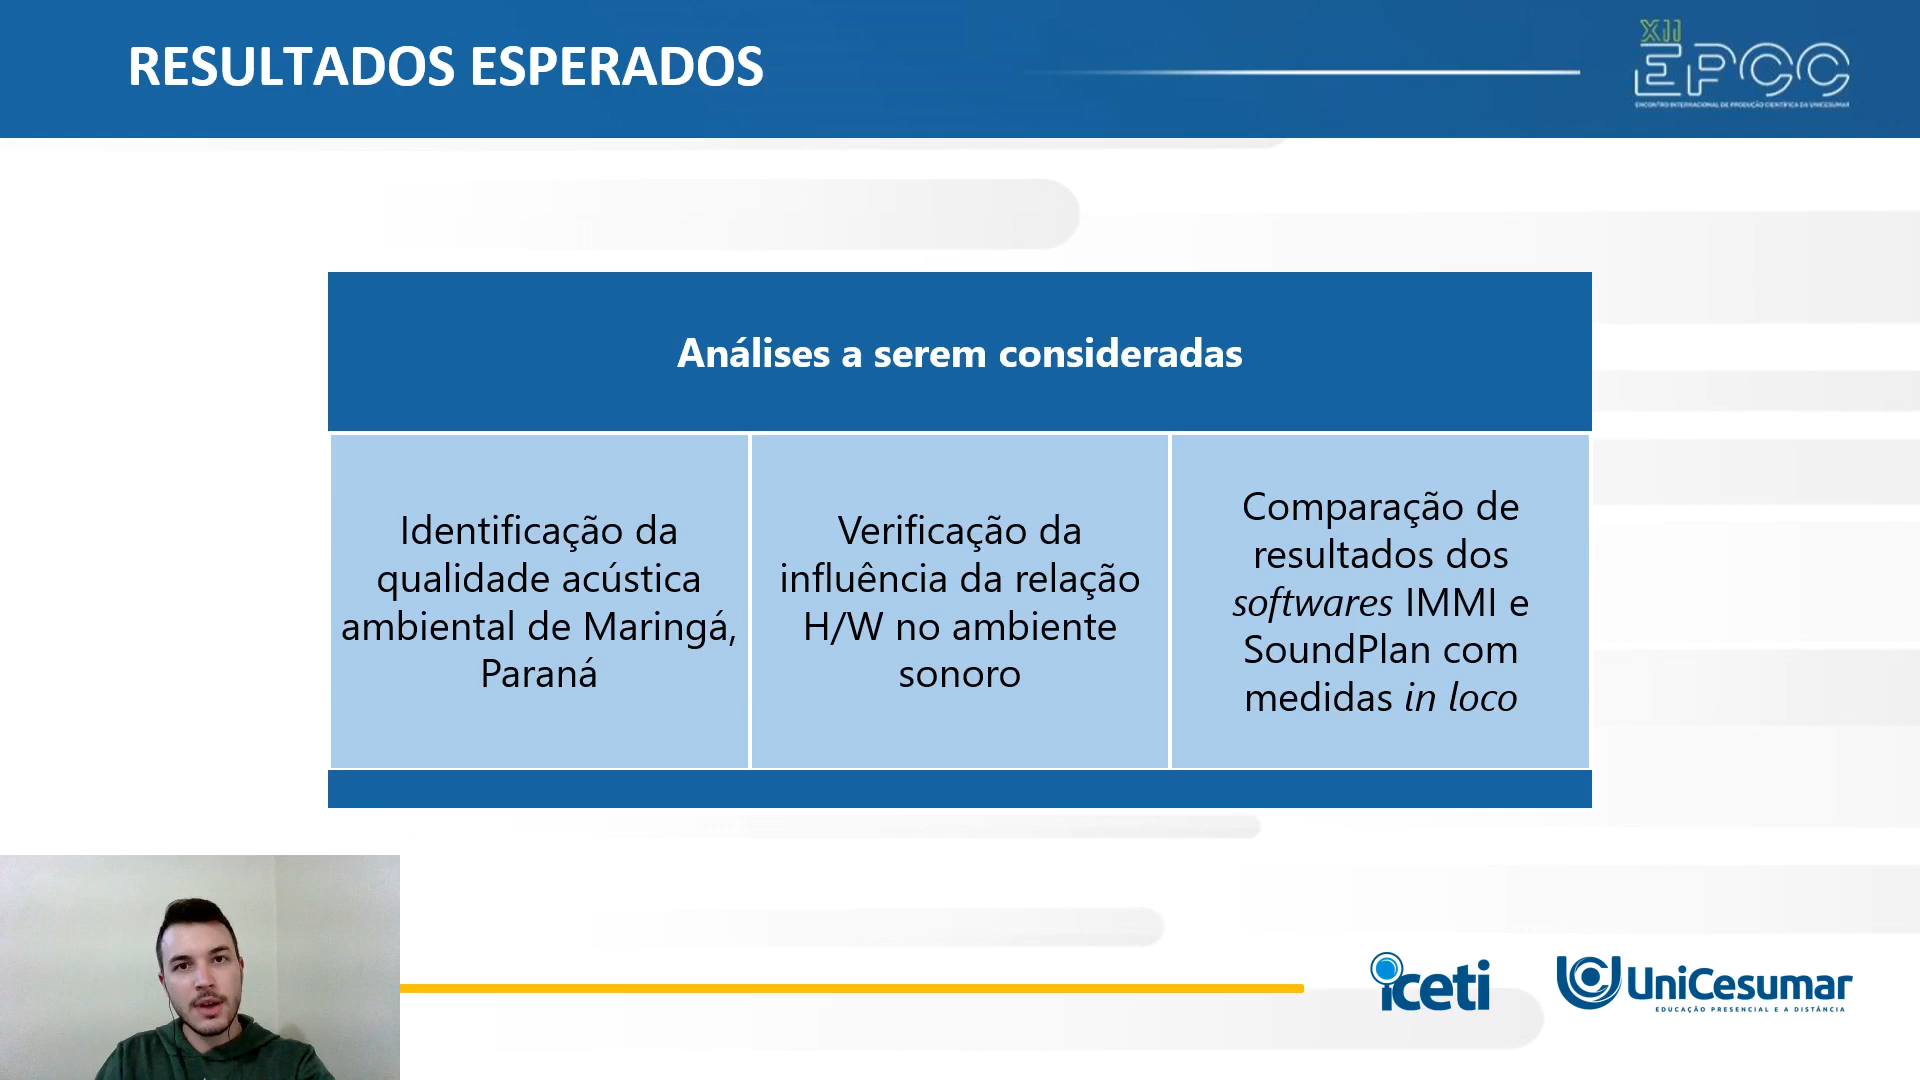 RESULTADOS ESPERADOS
XII
EPCC
ENCONTRO INTERNACIONAL DE PRODUÇÃO CIENTÍFICA DA UNICESUMAR
Análises a serem consideradas
Identificação da
qualidade acústica
ambiental de Maringá,
Paraná
Verificação da
influência da relação
H/W no ambiente
sonoro
Comparação de
resultados dos
softwares IMMI e
SoundPlan com
medidas in loco
iceti
UniCesumar
EDUCAÇÃO PRESENCIAL E A DISTÂNCIA